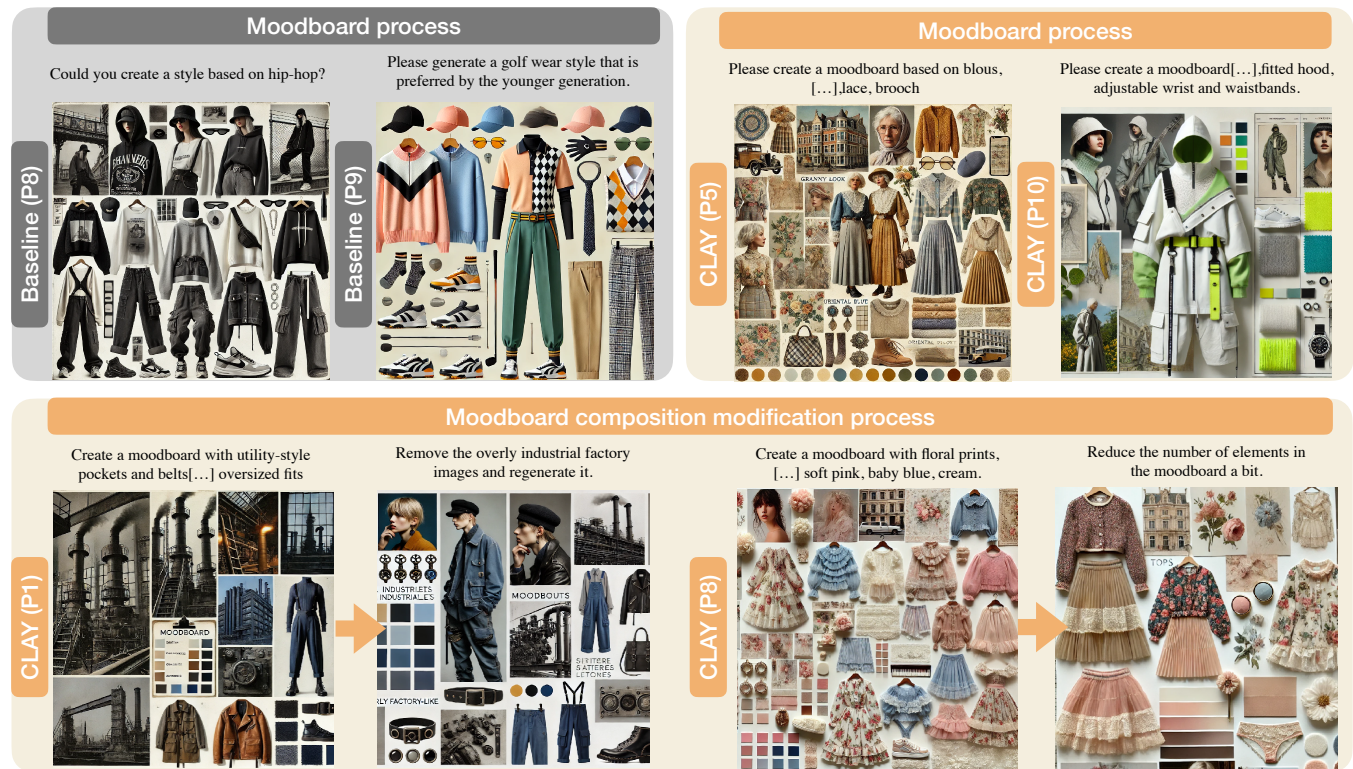 Moodboard process
Could you create a style based on hip-hop?
Please generate a golf wear style that is
preferred by the younger generation.
Baseline (P8)
Baseline (P9)
Moodboard process
Please create a moodboard based on blous,
[…],lace, brooch
Please create a moodboard[…],fitted hood,
adjustable wrist and waistbands.
CLAY (P5)
GRANNY LOOK
ORIENTAL BLUE
CLAY (P10)
Moodboard composition modification process
Create a moodboard with utility-style
pockets and belts[…] oversized fits
Remove the overly industrial factory
images and regenerate it.
CLAY (P1)
MOODBOARD
INDUSTRIETS
INDUSTRIALES
MOODBOUTS
RLY FACTORY-LIKE
Create a moodboard with floral prints,
[…] soft pink, baby blue, cream.
Reduce the number of elements in
the moodboard a bit.
CLAY (P8)
TOPS